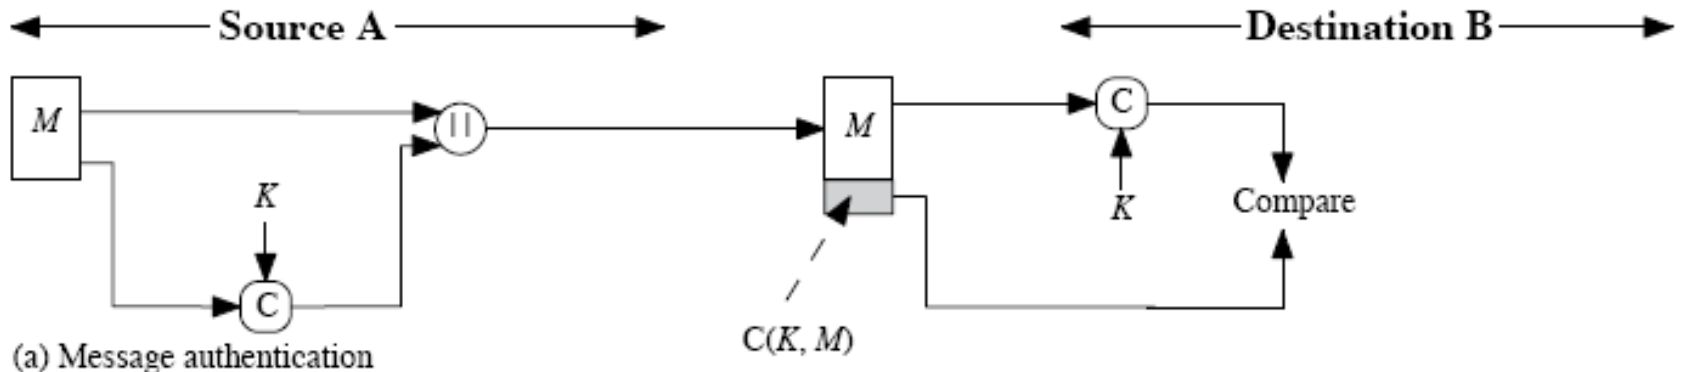 Source A
Destination B
M
||
M
C
K
K
Compare
C
C(K, M)
(a) Message authentication